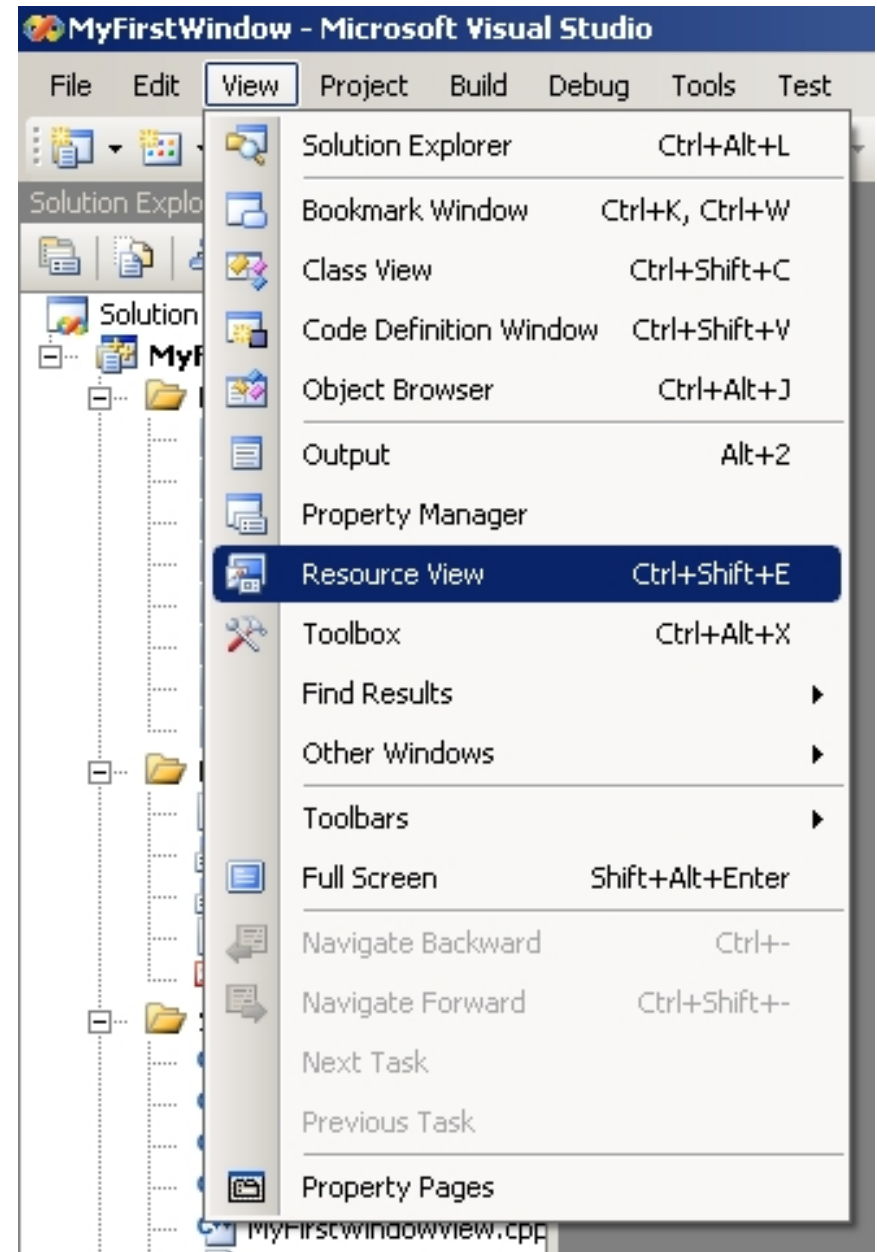 MyFirstWindow - Microsoft Visual Studio
File Edit View Project Build Debug Tools Test
Solution Explorer Ctrl+Alt+L
Bookmark Window Ctrl+K, Ctrl+W
Class View Ctrl+Shift+C
Code Definition Window Ctrl+Shift+V
Object Browser Ctrl+Alt+J
Output Alt+2
Property Manager
Resource View Ctrl+Shift+E
Toolbox Ctrl+Alt+X
Find Results
Other Windows
Toolbars
Full Screen Shift+Alt+Enter
Navigate Backward Ctrl+-
Navigate Forward Ctrl+Shift+-
Next Task
Previous Task
Property Pages
Solution Explo
Solution
MyF
MyFirstWindowView.cpp